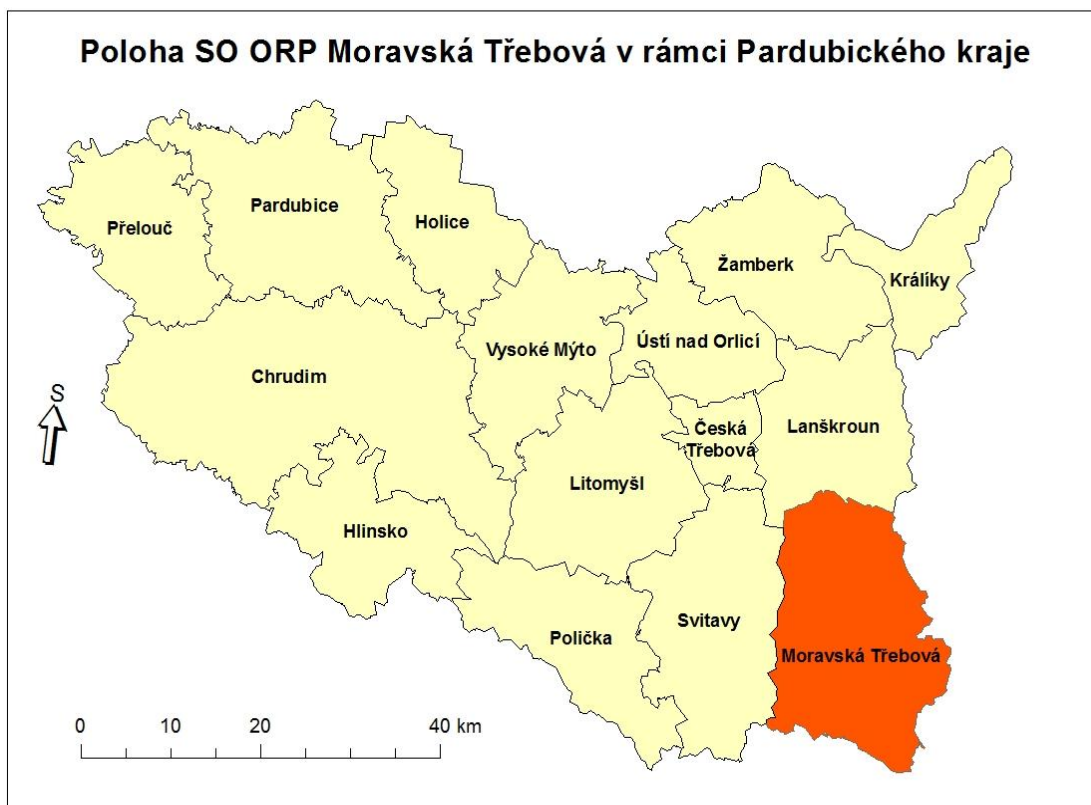 Poloha SO ORP Moravská Třebová v rámci Pardubického kraje
Přelouč
Pardubice
Holice
Žamberk
Králíky
Vysoké Mýto
Ústí nad Orlicí
Chrudim
S
Česká
Třebová
Lanškroun
Litomyšl
Hlinsko
Svitavy
Polička
Moravská Třebová
0 10 20 40 km